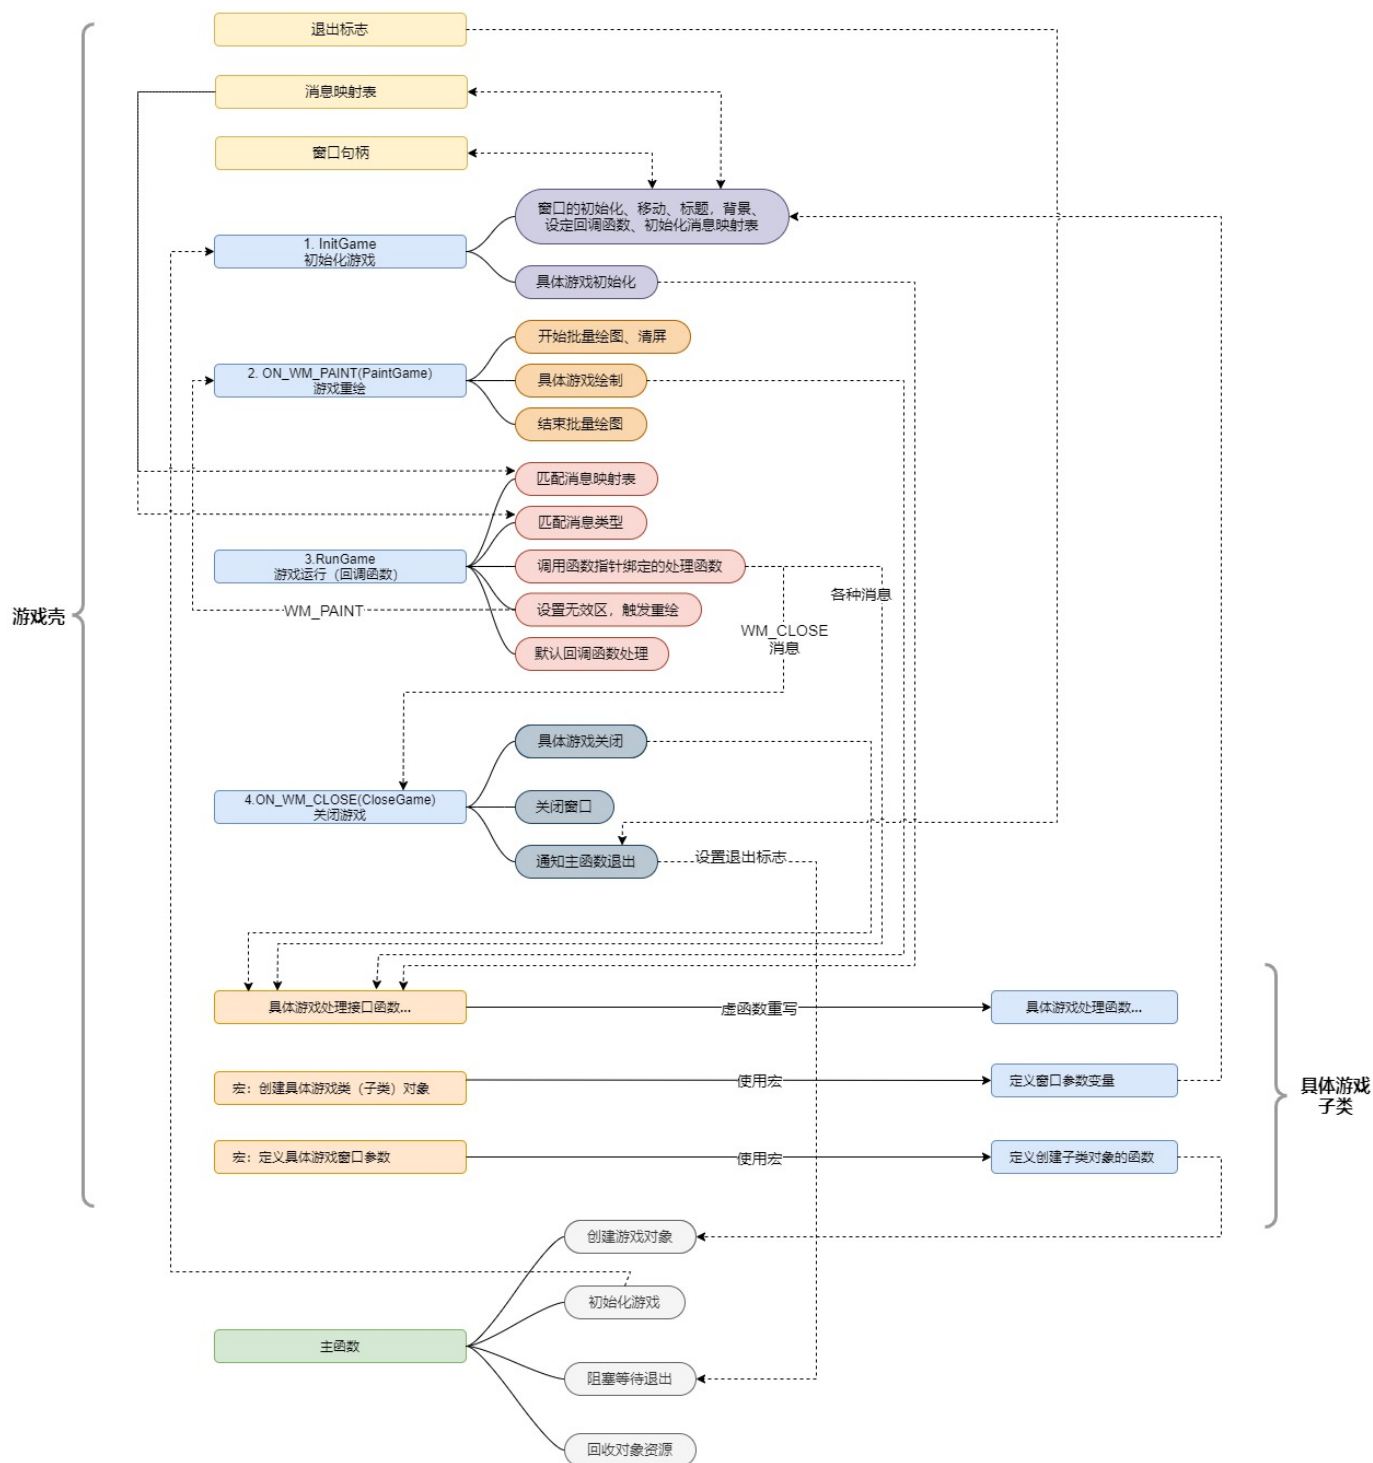 退出标志
消息映射表
窗口句柄
窗口的初始化、移动、标题，背景、
设定回调函数、初始化消息映射表
1. InitGame
初始化游戏
具体游戏初始化
开始批量绘图、清屏
2. ON_WM_PAINT(PaintGame)
游戏重绘
具体游戏绘制
结束批量绘图
匹配消息映射表
匹配消息类型
3.RunGame
游戏运行（回调函数）
调用函数指针绑定的处理函数
各种消息
WM_PAINT
设置无效区，触发重绘
游戏壳
WM_CLOSE
消息
默认回调函数处理
具体游戏关闭
4.ON_WM_CLOSE(CloseGame)
关闭游戏
关闭窗口
通知主函数退出
设置退出标志
具体游戏处理接口函数...
虚函数重写
具体游戏处理函数...
宏：创建具体游戏类（子类）对象
使用宏
定义窗口参数变量
具体游戏
子类
宏：定义具体游戏窗口参数
使用宏
定义创建子类对象的函数
创建游戏对象
初始化游戏
主函数
阻塞等待退出
回收对象资源